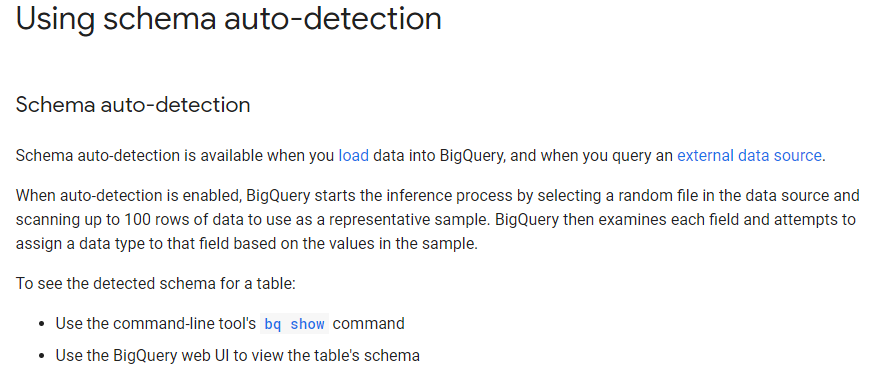 Using schema auto-detection
Schema auto-detection
Schema auto-detection is available when you load data into BigQuery, and when you query an external data source.
When auto-detection is enabled, BigQuery starts the inference process by selecting a random file in the data source and
scanning up to 100 rows of data to use as a representative sample. BigQuery then examines each field and attempts to
assign a data type to that field based on the values in the sample.
To see the detected schema for a table:
• Use the command-line tool's bq show command
• Use the BigQuery web UI to view the table's schema